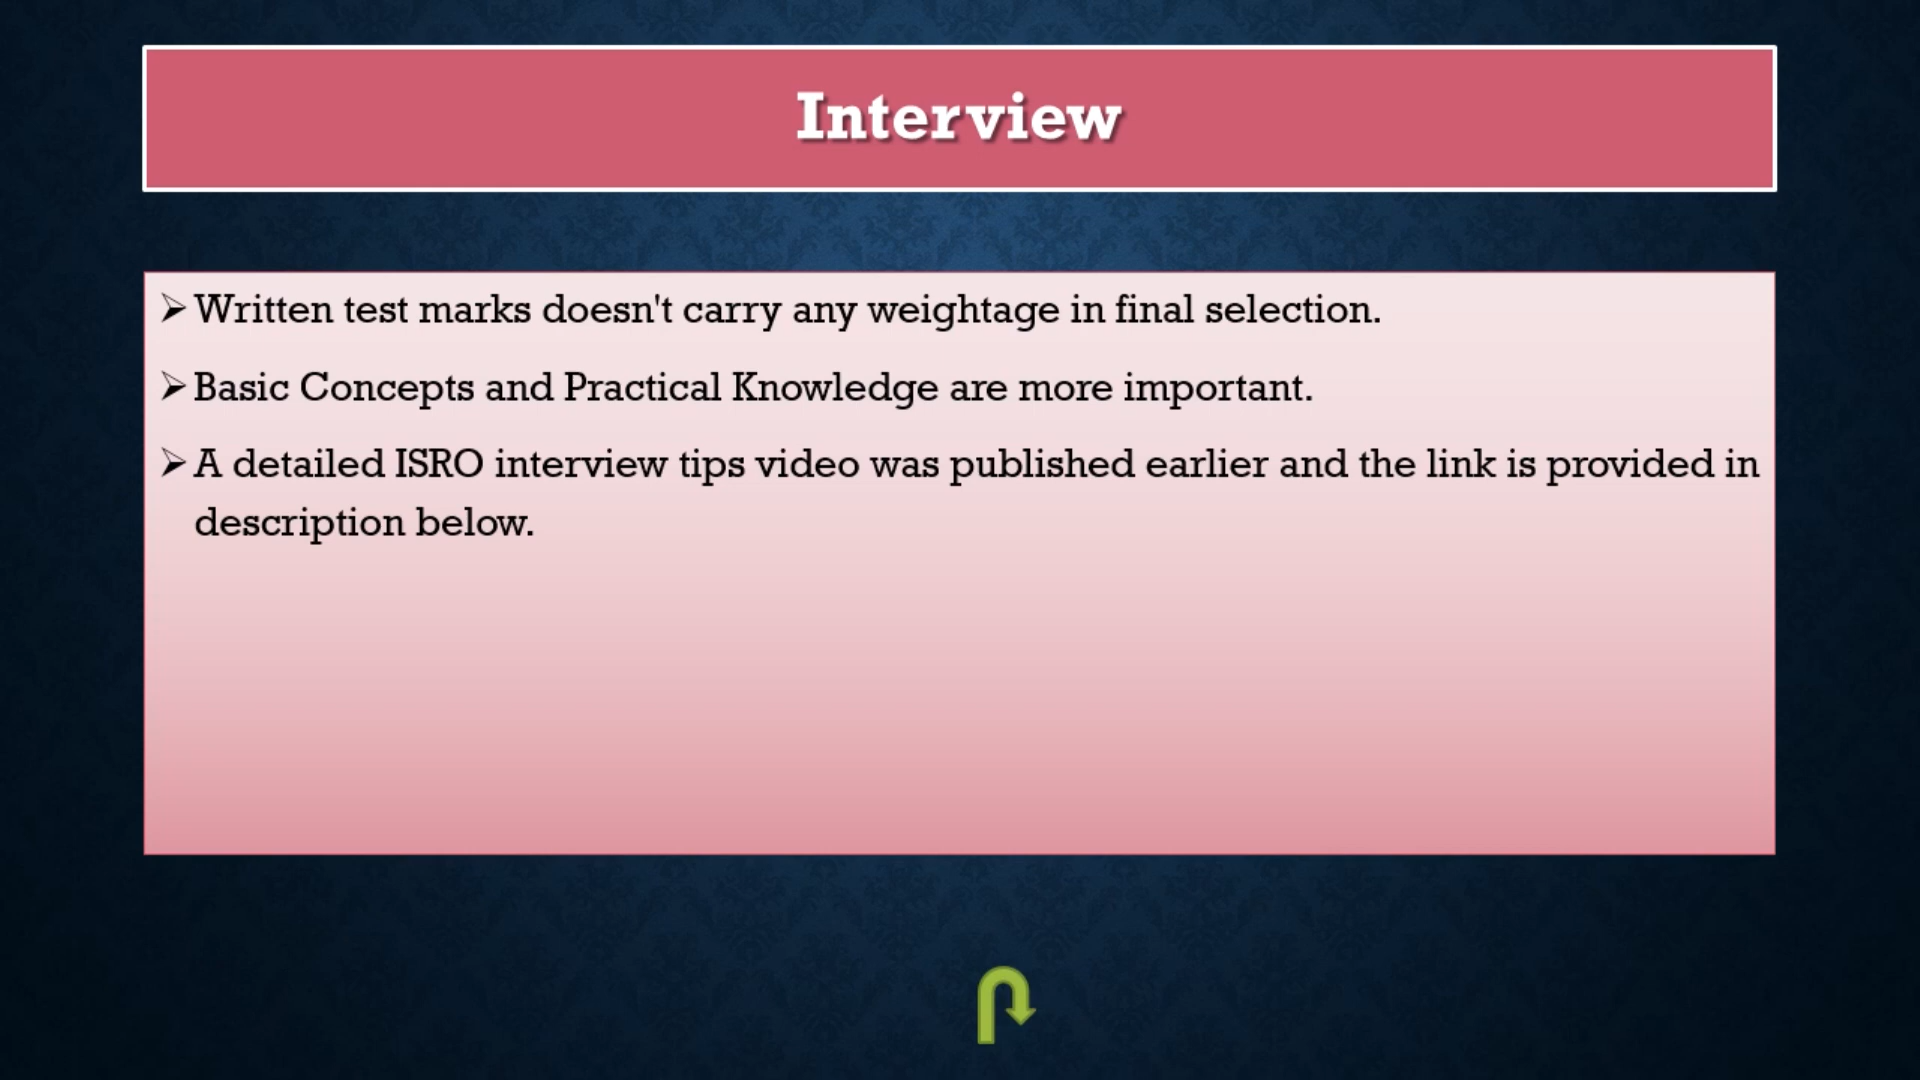 Interview
➢ Written test marks doesn't carry any weightage in final selection.
➢ Basic Concepts and Practical Knowledge are more important.
➢ A detailed ISRO interview tips video was published earlier and the link is provided in
description below.